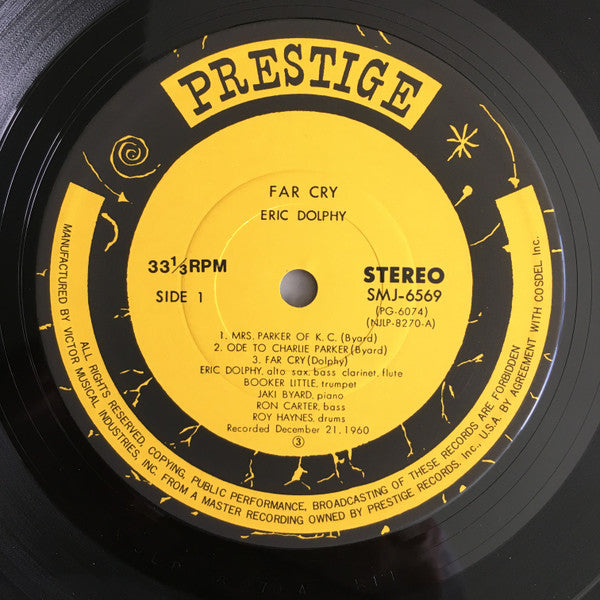 PRESTIGE
FAR CRY
ERIC DOLPHY
33⅓RPM
SIDE 1
STEREO
SMJ-6569
(PG-6074)
(NJLP-8270-A)
1. MRS. PARKER OF K. C. (Byard)
2. ODE TO CHARLIE PARKER (Byard)
3. FAR CRY (Dolphy)
ERIC DOLPHY, alto sax, bass clarinet, flute
BOOKER LITTLE, trumpet
JAKI BYARD, piano
RON CARTER, bass
ROY HAYNES, drums
Recorded December 21, 1960
③
ALL RIGHTS RESERVED, COPYING, PUBLIC PERFORMANCE, BROADCASTING OF THESE RECORDS ARE FORBIDDEN
MANUFACTURED BY VICTOR MUSICAL INDUSTRIES, INC. FROM A MASTER RECORDING OWNED BY PRESTIGE RECORDS, Inc., U.S.A. BY AGREEMENT WITH COSDEL Inc.